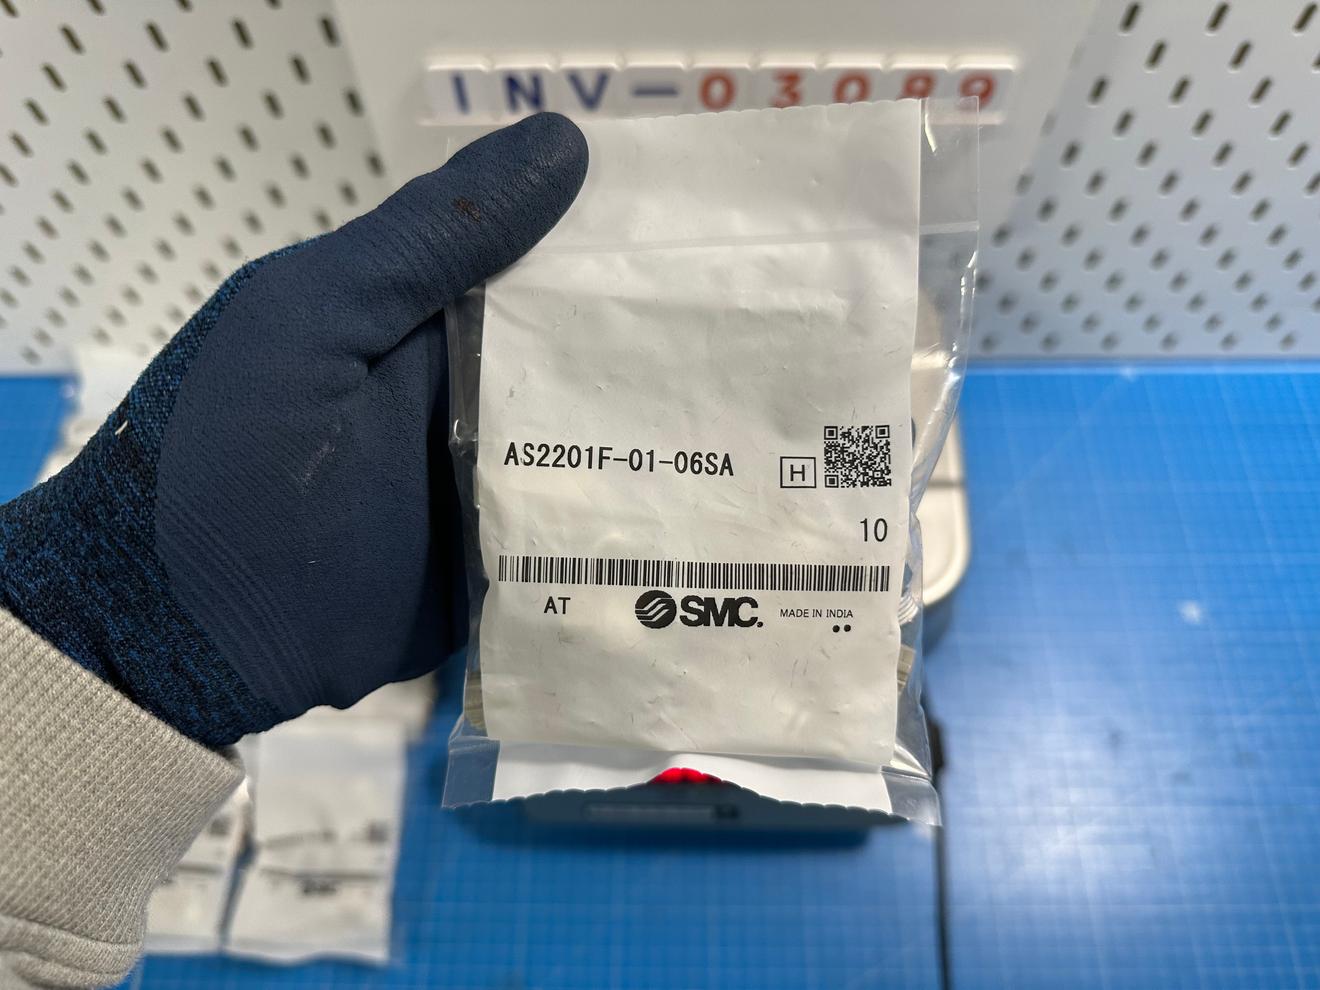 INV-03089
AS2201F-01-06SA
H
10
AT
SMC.
MADE IN INDIA